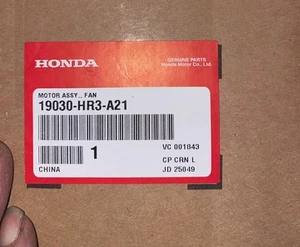 HONDA
GENUINE PARTS
Honda Motor Co., Ltd.
MOTOR ASSY., FAN
19030-HR3-A21
1
VC 001843
CP CRN L
CHINA
JD 25049